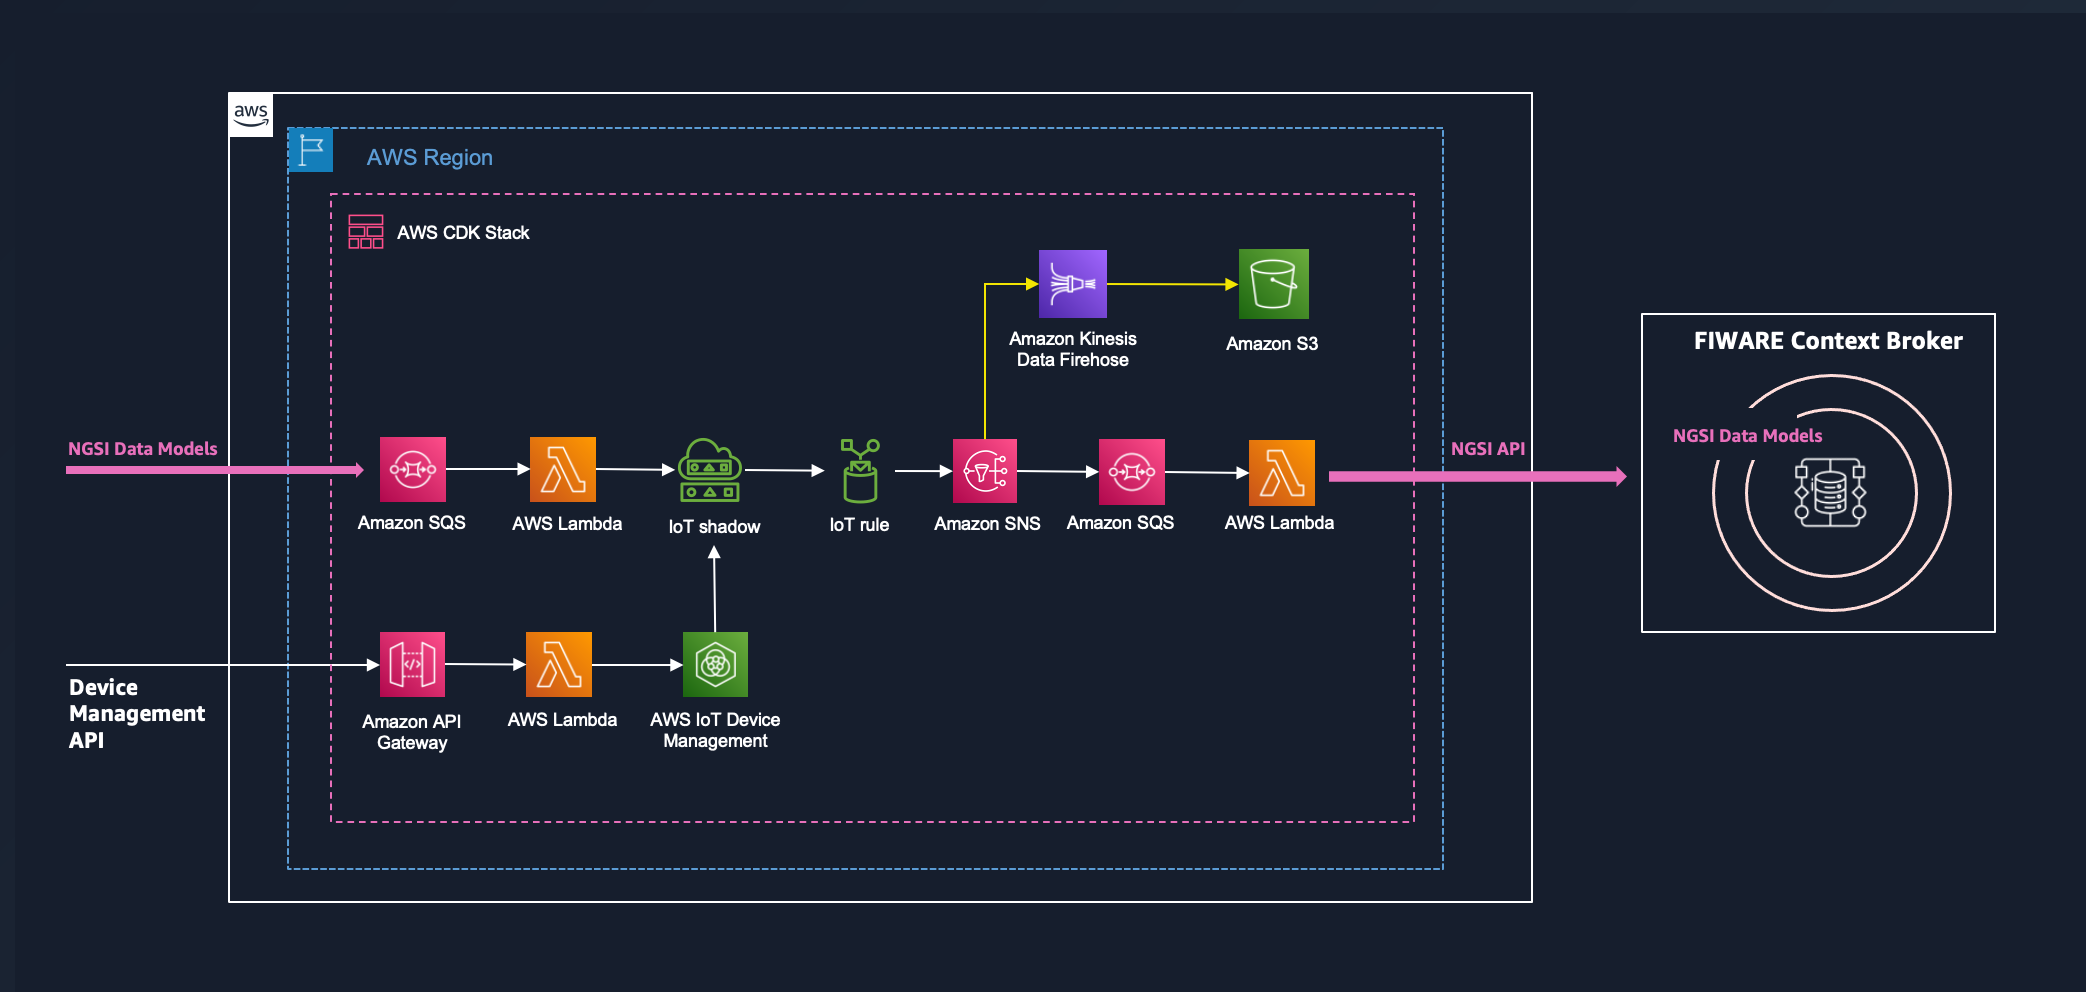 aws
AWS Region
AWS CDK Stack
Amazon Kinesis
Data Firehose
Amazon S3
FIWARE Context Broker
NGSI Data Models
NGSI Data Models
NGSI API
Amazon SQS
AWS Lambda
IoT shadow
IoT rule
Amazon SNS
Amazon SQS
AWS Lambda
Device
Management
API
Amazon API
Gateway
AWS Lambda
AWS IoT Device
Management